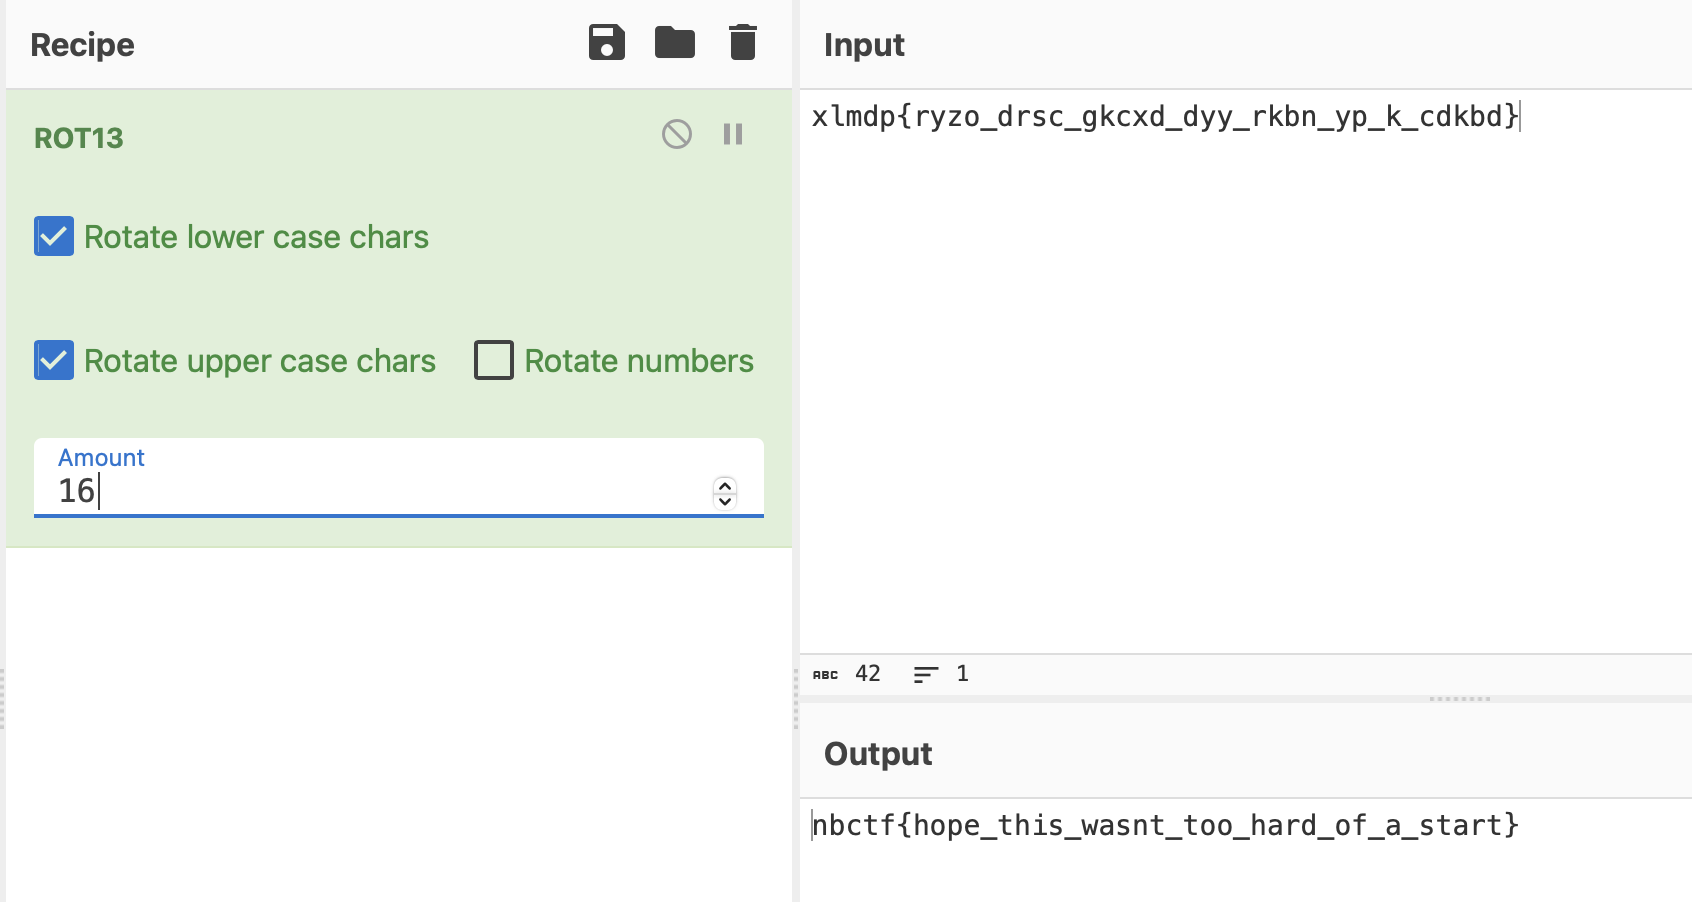 Recipe
ROT13
Rotate lower case chars
Rotate upper case chars Rotate numbers
Amount
16
Input
xlmdp{ryzo_drsc_gkcxd_dyy_rkbn_yp_k_cdkbd}
ABC 42 1
Output
nbctf{hope_this_wasnt_too_hard_of_a_start}